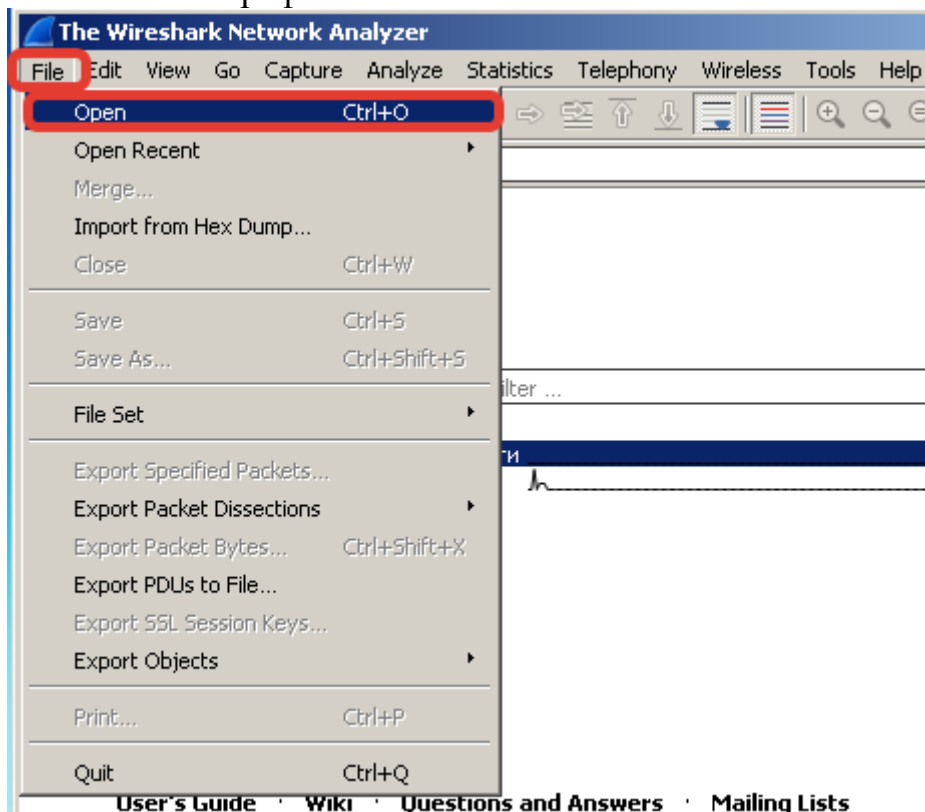 The Wireshark Network Analyzer
File Edit View Go Capture Analyze Statistics Telephony Wireless Tools Help
Open Ctrl+O
Open Recent
Merge...
Import from Hex Dump...
Close Ctrl+W
Save Ctrl+S
Save As... Ctrl+Shift+S
ilter ...
File Set
ти
Export Specified Packets...
Export Packet Dissections
Export Packet Bytes... Ctrl+Shift+X
Export PDUs to File...
Export SSL Session Keys...
Export Objects
Print... Ctrl+P
Quit Ctrl+Q
User's Guide · Wiki · Questions and Answers · Mailing Lists